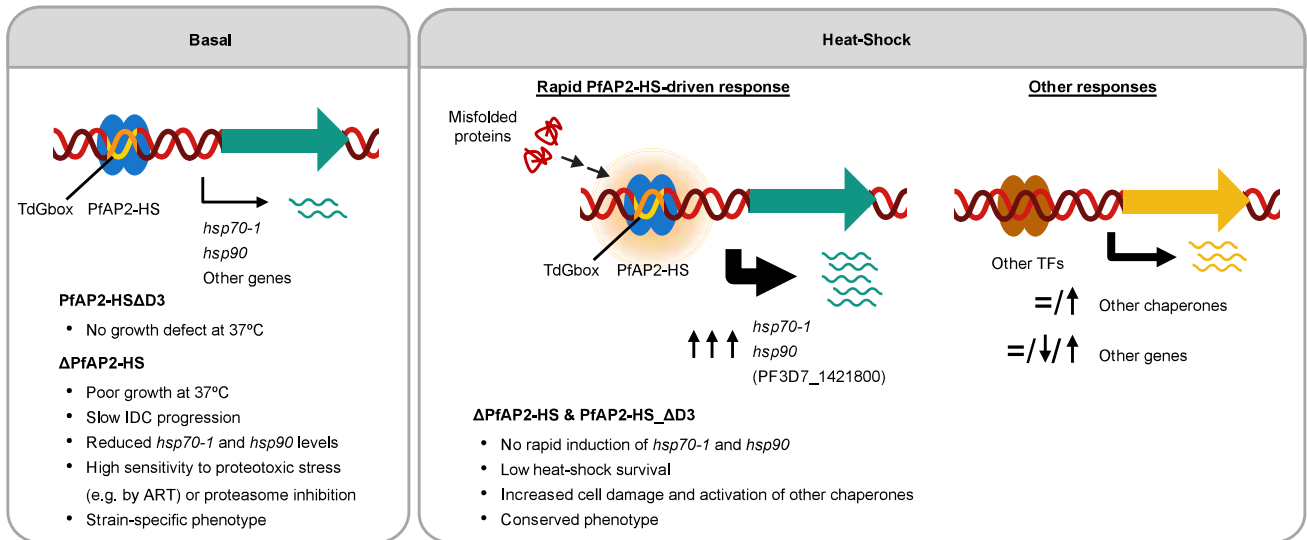 Basal
TdGbox
PfAP2-HS
hsp70-1
hsp90
Other genes
PfAP2-HSΔD3
• No growth defect at 37ºC
ΔPfAP2-HS
• Poor growth at 37ºC
• Slow IDC progression
• Reduced hsp70-1 and hsp90 levels
• High sensitivity to proteotoxic stress
(e.g. by ART) or proteasome inhibition
• Strain-specific phenotype
Heat-Shock
Rapid PfAP2-HS-driven response
Misfolded
proteins
TdGbox
PfAP2-HS
↑↑↑
hsp70-1
hsp90
(PF3D7_1421800)
ΔPfAP2-HS & PfAP2-HS_ΔD3
• No rapid induction of hsp70-1 and hsp90
• Low heat-shock survival
• Increased cell damage and activation of other chaperones
• Conserved phenotype
Other responses
Other TFs
=/↑ Other chaperones
=/↓/↑ Other genes